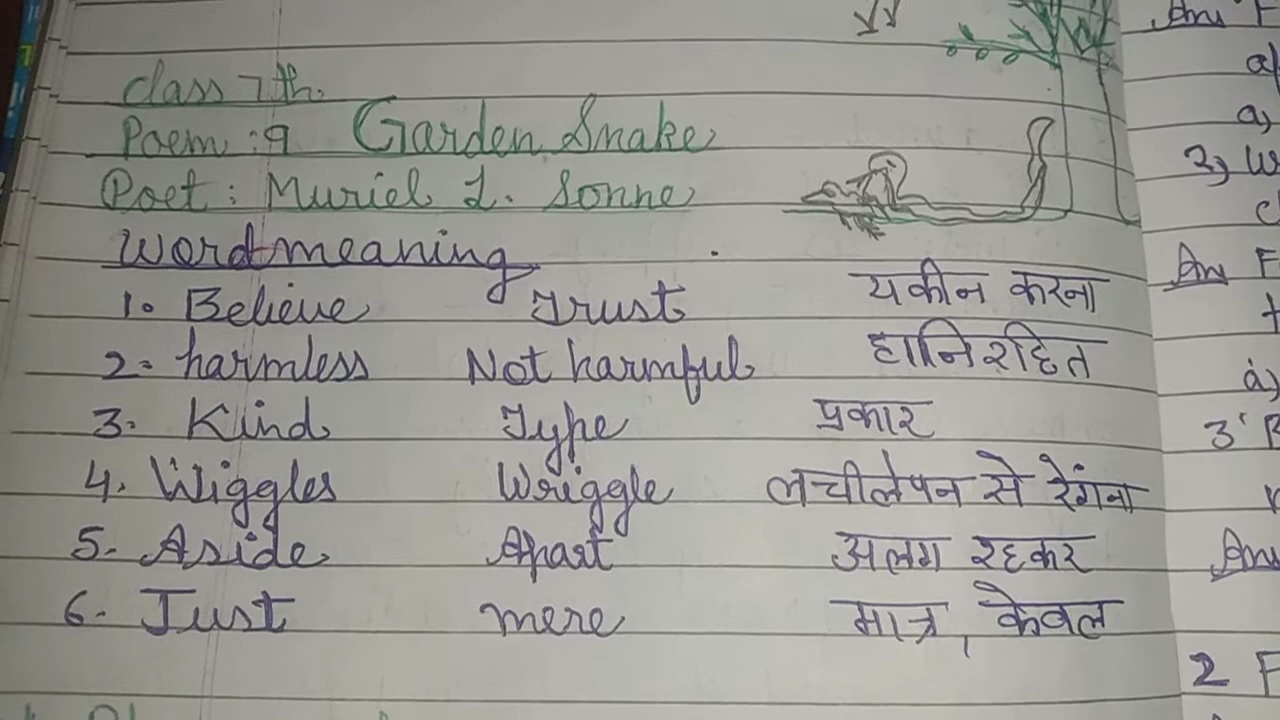 class 7th.
Poem : 9 Garden Snake
Poet : Muriel L. Sonne
Word meaning
1. Believe Trust यकीन करना
2. harmless Not harmful हानिरहित
3. Kind Type प्रकार
4. Wiggles Wriggle लचीलेपन से रेंगना
5. Aside Apart अलग रहकर
6. Just mere मात्र, केवल
Ans F
a)
a)
2) W
Ans F
a)
3
Ans
2 F